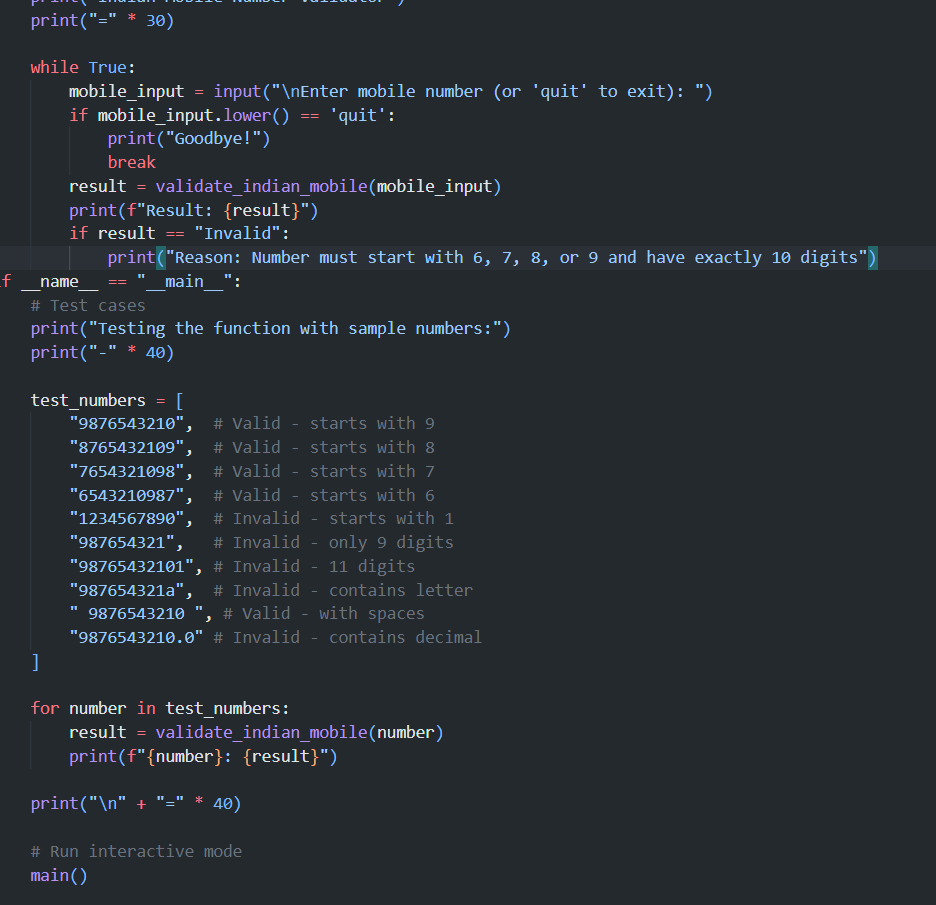 print("=" * 30)
while True:
mobile_input = input("\nEnter mobile number (or 'quit' to exit): ")
if mobile_input.lower() == 'quit':
print("Goodbye!")
break
result = validate_indian_mobile(mobile_input)
print(f"Result: {result}")
if result == "Invalid":
print("Reason: Number must start with 6, 7, 8, or 9 and have exactly 10 digits")
f __name__ == "__main__":
# Test cases
print("Testing the function with sample numbers:")
print("-" * 40)
test_numbers = [
"9876543210",  # Valid - starts with 9
"8765432109",  # Valid - starts with 8
"7654321098",  # Valid - starts with 7
"6543210987",  # Valid - starts with 6
"1234567890",  # Invalid - starts with 1
"987654321",   # Invalid - only 9 digits
"98765432101", # Invalid - 11 digits
"987654321a",  # Invalid - contains letter
" 9876543210 ", # Valid - with spaces
"9876543210.0" # Invalid - contains decimal
]
for number in test_numbers:
result = validate_indian_mobile(number)
print(f"{number}: {result}")
print("\n" + "=" * 40)
# Run interactive mode
main()